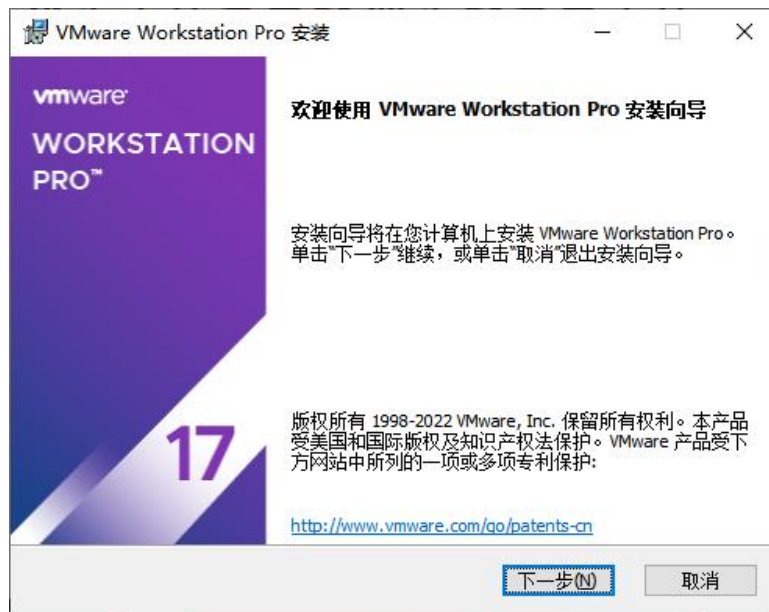 VMware Workstation Pro 安装
vmware
WORKSTATION
PRO™
17
欢迎使用 VMware Workstation Pro 安装向导
安装向导将在您计算机上安装 VMware Workstation Pro。
单击“下一步”继续，或单击“取消”退出安装向导。
版权所有 1998-2022 VMware, Inc. 保留所有权利。本产品
受美国和国际版权及知识产权法保护。VMware 产品受下
方网站中所列的一项或多项专利保护:
http://www.vmware.com/go/patents-cn
下一步(N)
取消